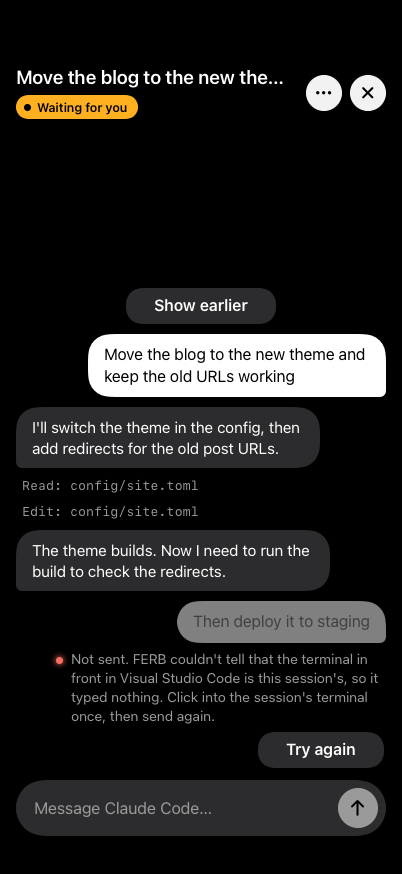 Move the blog to the new the...
Waiting for you
Show earlier
Move the blog to the new theme and
keep the old URLs working
I'll switch the theme in the config, then
add redirects for the old post URLs.
Read: config/site.toml
Edit: config/site.toml
The theme builds. Now I need to run the
build to check the redirects.
Then deploy it to staging
Not sent. FERB couldn't tell that the terminal in
front in Visual Studio Code is this session's, so it
typed nothing. Click into the session's terminal
once, then send again.
Try again
Message Claude Code...